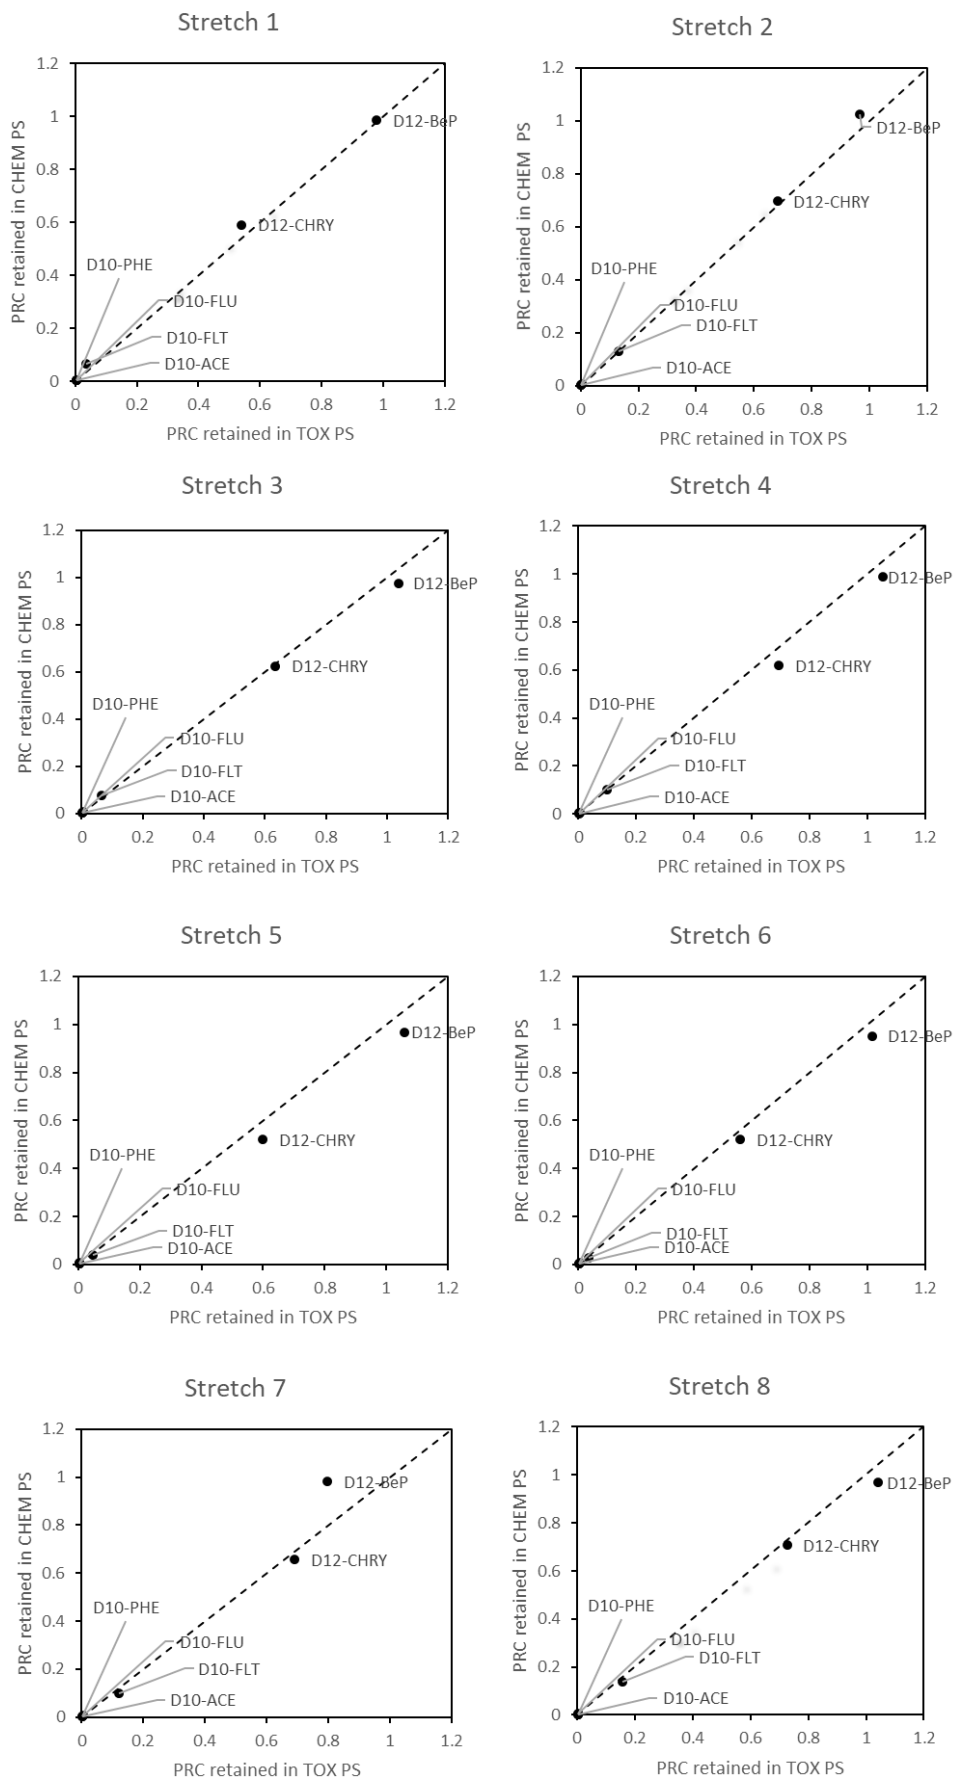 Stretch 1
PRC retained in CHEM PS
1.2
1
0.8
0.6
0.4
0.2
0
D12-BeP
D12-CHRY
D10-PHE
D10-FLU
D10-FLT
D10-ACE
0 0.2 0.4 0.6 0.8 1 1.2
PRC retained in TOX PS
Stretch 2
PRC retained in CHEM PS
1.2
1
0.8
0.6
0.4
0.2
0
D12-BeP
D12-CHRY
D10-PHE
D10-FLU
D10-FLT
D10-ACE
0 0.2 0.4 0.6 0.8 1 1.2
PRC retained in TOX PS
Stretch 3
PRC retained in CHEM PS
1.2
1
0.8
0.6
0.4
0.2
0
D12-BeP
D12-CHRY
D10-PHE
D10-FLU
D10-FLT
D10-ACE
0 0.2 0.4 0.6 0.8 1 1.2
PRC retained in TOX PS
Stretch 4
PRC retained in CHEM PS
1.2
1
0.8
0.6
0.4
0.2
0
D12-BeP
D12-CHRY
D10-PHE
D10-FLU
D10-FLT
D10-ACE
0 0.2 0.4 0.6 0.8 1 1.2
PRC retained in TOX PS
Stretch 5
PRC retained in CHEM PS
1.2
1
0.8
0.6
0.4
0.2
0
D12-BeP
D12-CHRY
D10-PHE
D10-FLU
D10-FLT
D10-ACE
0 0.2 0.4 0.6 0.8 1 1.2
PRC retained in TOX PS
Stretch 6
PRC retained in CHEM PS
1.2
1
0.8
0.6
0.4
0.2
0
D12-BeP
D12-CHRY
D10-PHE
D10-FLU
D10-FLT
D10-ACE
0 0.2 0.4 0.6 0.8 1 1.2
PRC retained in TOX PS
Stretch 7
PRC retained in CHEM PS
1.2
1
0.8
0.6
0.4
0.2
0
D12-BeP
D12-CHRY
D10-PHE
D10-FLU
D10-FLT
D10-ACE
0 0.2 0.4 0.6 0.8 1 1.2
PRC retained in TOX PS
Stretch 8
PRC retained in CHEM PS
1.2
1
0.8
0.6
0.4
0.2
0
D12-BeP
D12-CHRY
D10-PHE
D10-FLU
D10-FLT
D10-ACE
0 0.2 0.4 0.6 0.8 1 1.2
PRC retained in TOX PS